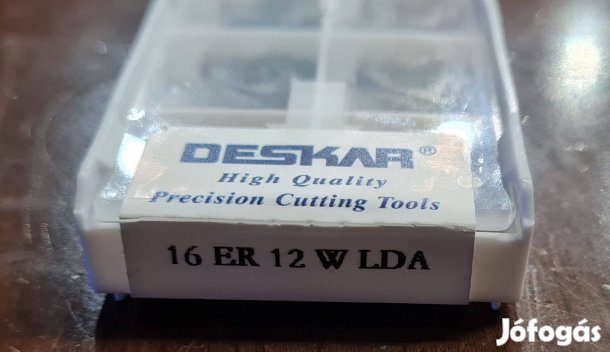 DESKAR®
High Quality
Precision Cutting Tools
16 ER 12 W LDA
Jófogás